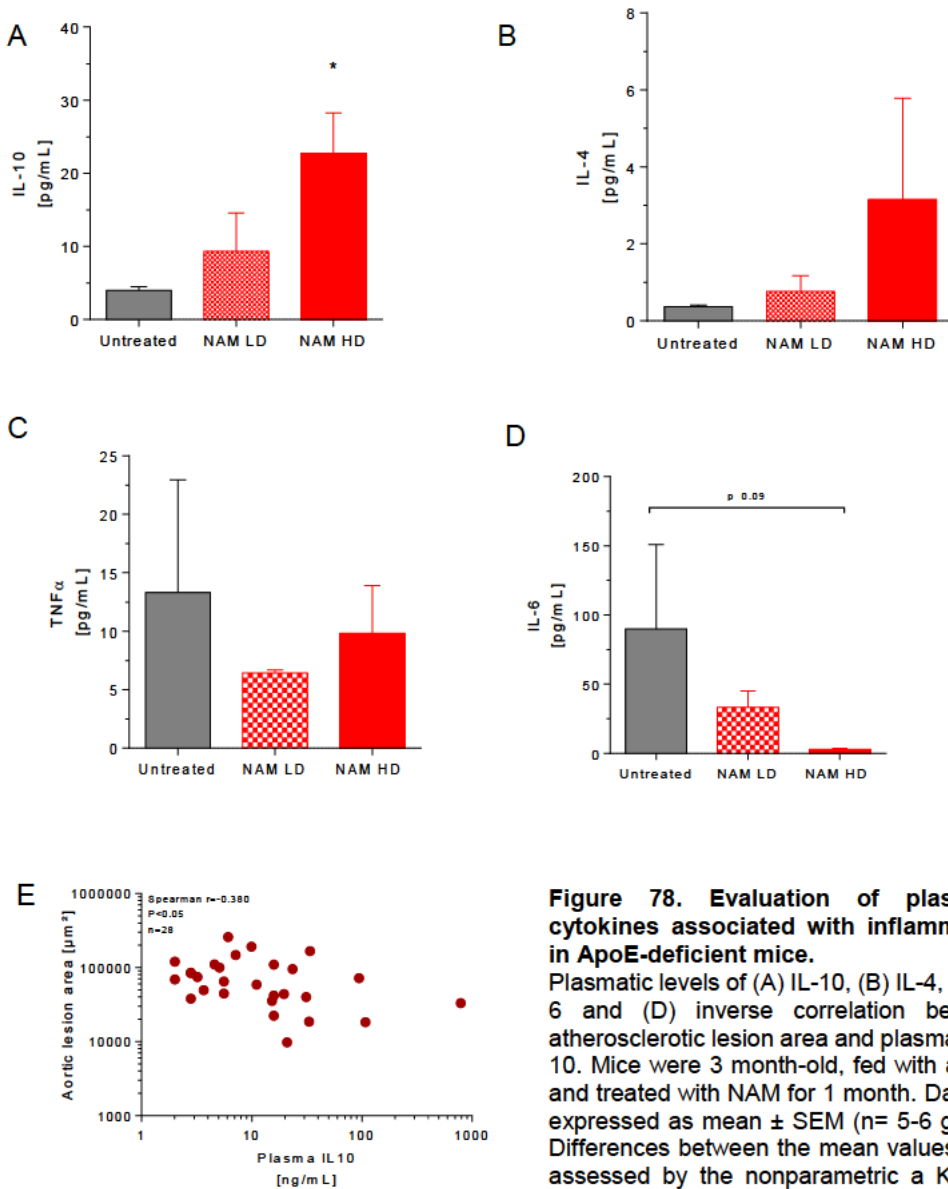 A
IL-10
[pg/mL]
40
30
20
10
0
*
Untreated NAM LD NAM HD
B
IL-4
[pg/mL]
8
6
4
2
0
Untreated NAM LD NAM HD
C
TNFα
[pg/mL]
25
20
15
10
5
0
Untreated NAM LD NAM HD
D
IL-6
[pg/mL]
200
150
100
50
0
p 0.09
Untreated NAM LD NAM HD
E
Aortic lesion area [µm²]
1000000
100000
10000
1000
Spearman r=-0.380
P<0.05
n=28
1 10 100 1000
Plasma IL10
[ng/mL]
Figure 78. Evaluation of plas
cytokines associated with inflamm
in ApoE-deficient mice.
Plasmatic levels of (A) IL-10, (B) IL-4,
6 and (D) inverse correlation be
atherosclerotic lesion area and plasma
10. Mice were 3 month-old, fed with a
and treated with NAM for 1 month. Da
expressed as mean ± SEM (n= 5-6 g
Differences between the mean values
assessed by the nonparametric a K